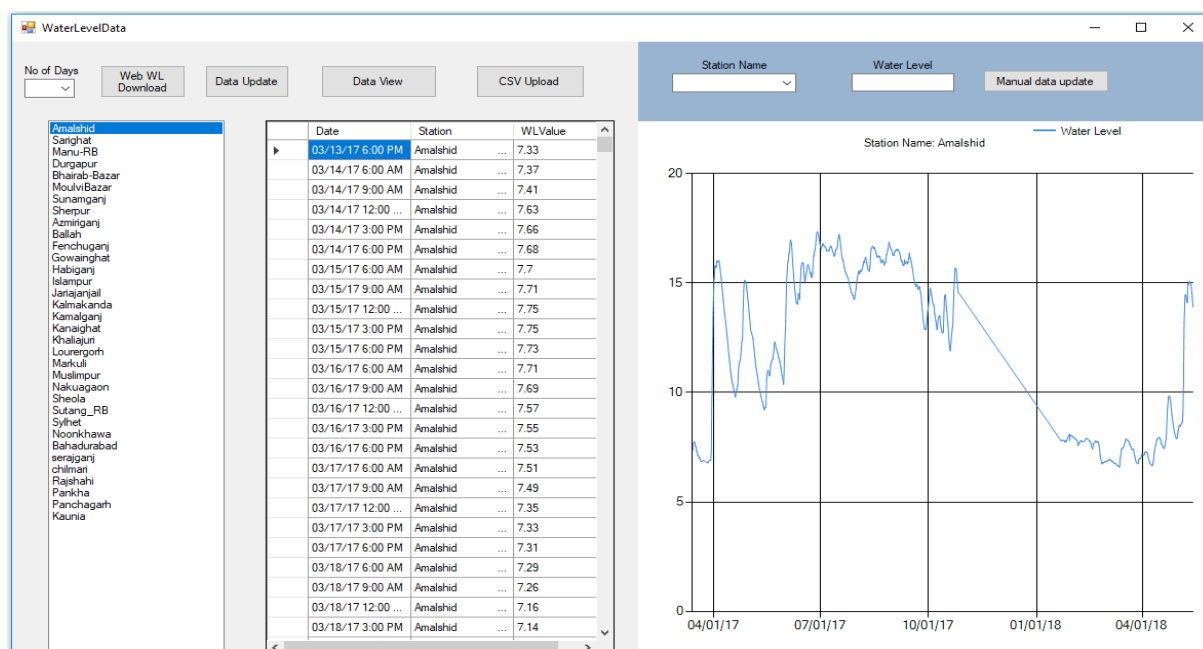 WaterLevelData
No of Days
Web WL
Download
Data Update
Data View
CSV Upload
Station Name
Water Level
Manual data update
Amalshid
Sarighat
Manu-RB
Durgapur
Bhairab-Bazar
MoulviBazar
Sunamganj
Sherpur
Azmiriganj
Ballah
Fenchuganj
Gowainghat
Habiganj
Islampur
Jariajanjail
Kalmakanda
Kamalganj
Kanaighat
Khaliajuri
Lourergorh
Markuli
Muslimpur
Nakuagaon
Sheola
Sutang_RB
Sylhet
Noonkhawa
Bahadurabad
serajganj
chilmari
Rajshahi
Pankha
Panchagarh
Kaunia
Date Station WLValue
03/13/17 6:00 PM Amalshid ... 7.33
03/14/17 6:00 AM Amalshid ... 7.37
03/14/17 9:00 AM Amalshid ... 7.41
03/14/17 12:00 ... Amalshid ... 7.63
03/14/17 3:00 PM Amalshid ... 7.66
03/14/17 6:00 PM Amalshid ... 7.68
03/15/17 6:00 AM Amalshid ... 7.7
03/15/17 9:00 AM Amalshid ... 7.71
03/15/17 12:00 ... Amalshid ... 7.75
03/15/17 3:00 PM Amalshid ... 7.75
03/15/17 6:00 PM Amalshid ... 7.73
03/16/17 6:00 AM Amalshid ... 7.71
03/16/17 9:00 AM Amalshid ... 7.69
03/16/17 12:00 ... Amalshid ... 7.57
03/16/17 3:00 PM Amalshid ... 7.55
03/16/17 6:00 PM Amalshid ... 7.53
03/17/17 6:00 AM Amalshid ... 7.51
03/17/17 9:00 AM Amalshid ... 7.49
03/17/17 12:00 ... Amalshid ... 7.35
03/17/17 3:00 PM Amalshid ... 7.33
03/17/17 6:00 PM Amalshid ... 7.31
03/18/17 6:00 AM Amalshid ... 7.29
03/18/17 9:00 AM Amalshid ... 7.26
03/18/17 12:00 ... Amalshid ... 7.16
03/18/17 3:00 PM Amalshid ... 7.14
Water Level
Station Name: Amalshid
20
15
10
5
0
04/01/17 07/01/17 10/01/17 01/01/18 04/01/18